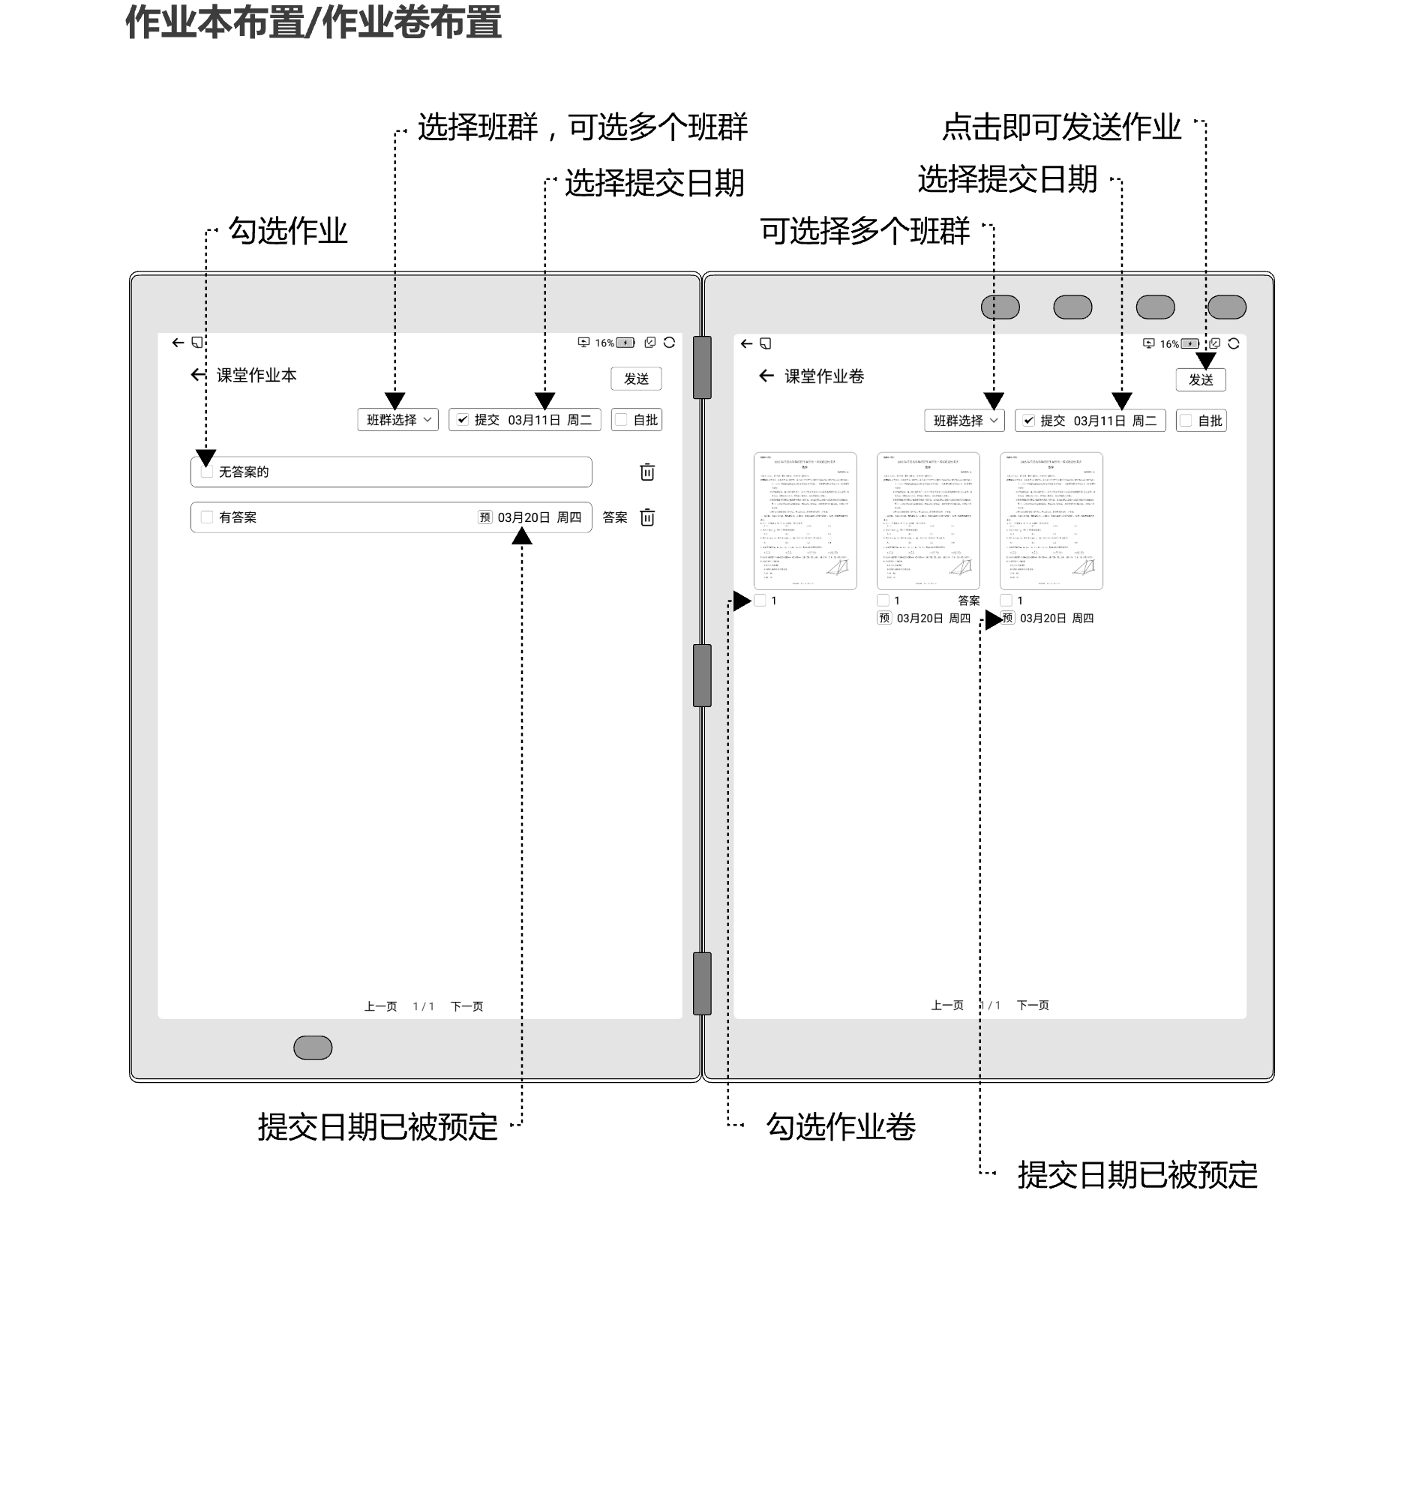 作业本布置/作业卷布置
选择班群，可选多个班群
点击即可发送作业
选择提交日期
选择提交日期
勾选作业
可选择多个班群
16%
课堂作业本
发送
班群选择
提交 03月11日 周二
自批
无答案的
有答案
预 03月20日 周四
答案
上一页 1 / 1 下一页
16%
课堂作业卷
发送
班群选择
提交 03月11日 周二
自批
1
1 答案
预 03月20日 周四
1
预 03月20日 周四
上一页 1 / 1 下一页
提交日期已被预定
勾选作业卷
提交日期已被预定